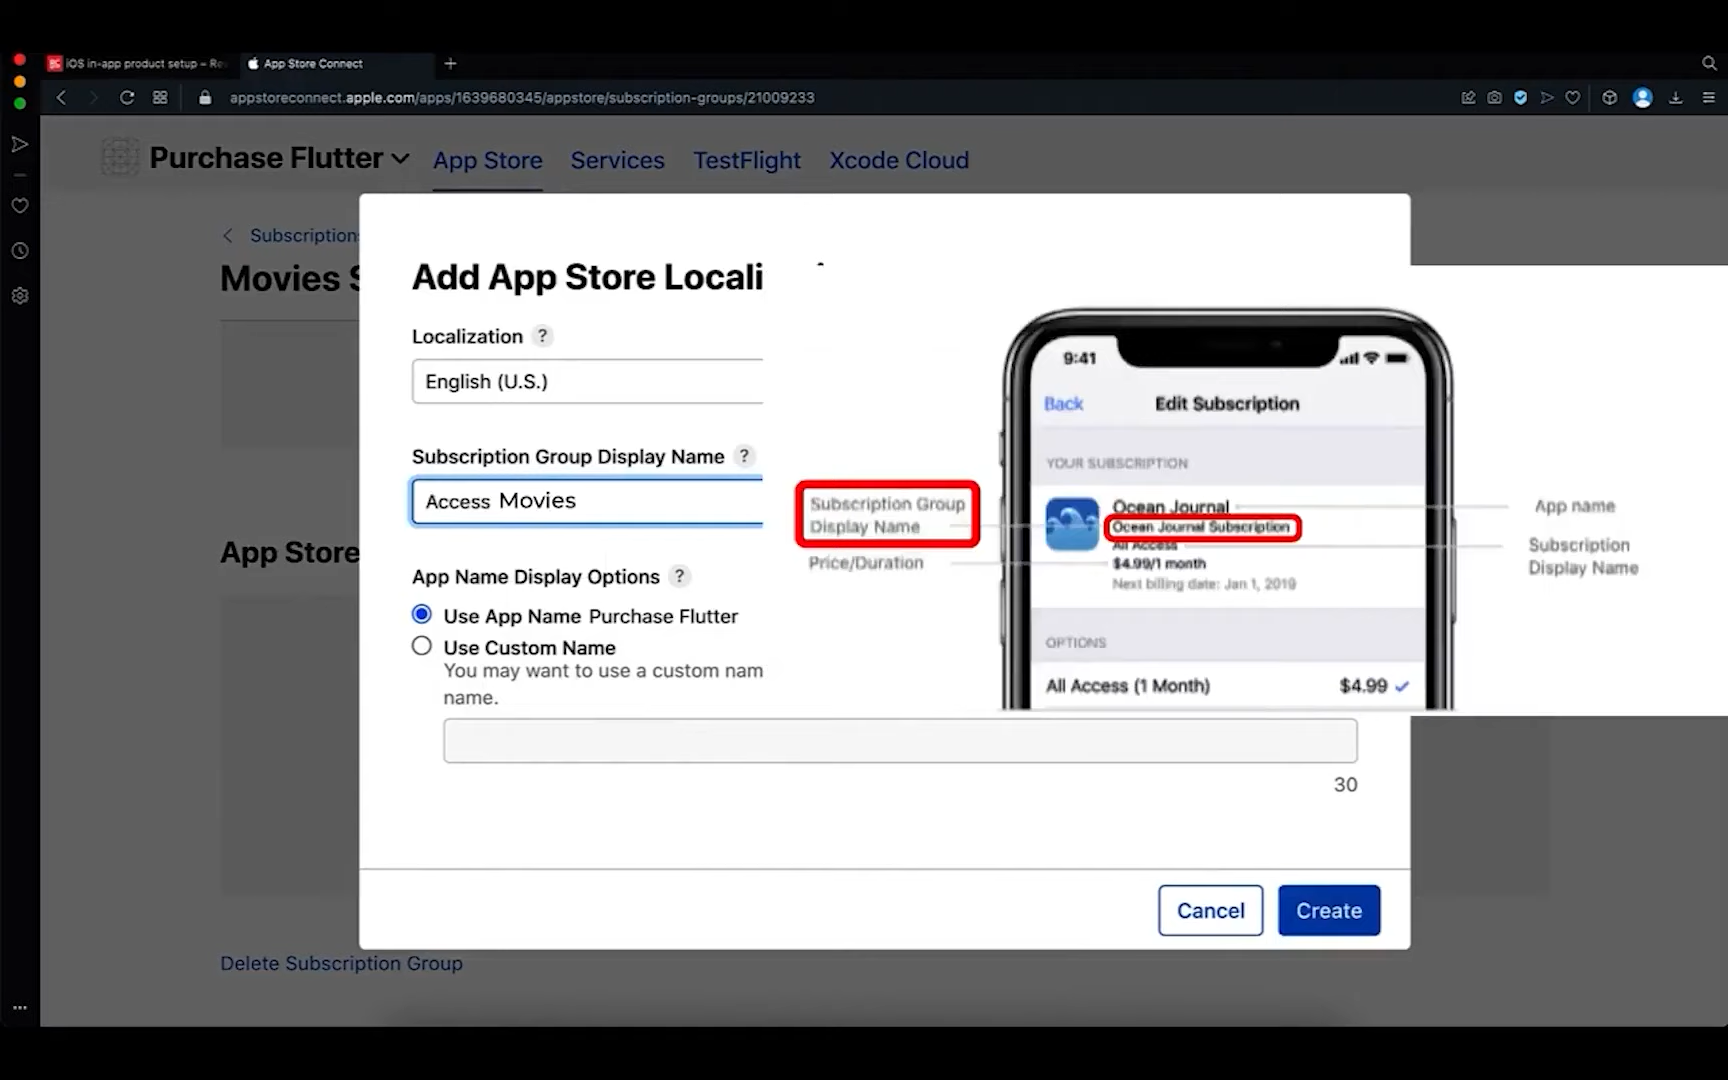 iOS in-app product setup – Re
App Store Connect
appstoreconnect.apple.com/apps/1639680345/appstore/subscription-groups/21009233
Purchase Flutter
App Store
Services
TestFlight
Xcode Cloud
Subscription
Movies S
Add App Store Locali
Localization ?
English (U.S.)
Subscription Group Display Name ?
Access Movies
App Store
App Name Display Options ?
Use App Name Purchase Flutter
Use Custom Name
You may want to use a custom nam
name.
30
Cancel
Create
Delete Subscription Group
9:41
Back
Edit Subscription
YOUR SUBSCRIPTION
Ocean Journal
Ocean Journal Subscription
All Access
$4.99/1 month
Next billing date: Jan 1, 2019
OPTIONS
All Access (1 Month)
$4.99
Subscription Group
Display Name
Price/Duration
App name
Subscription
Display Name